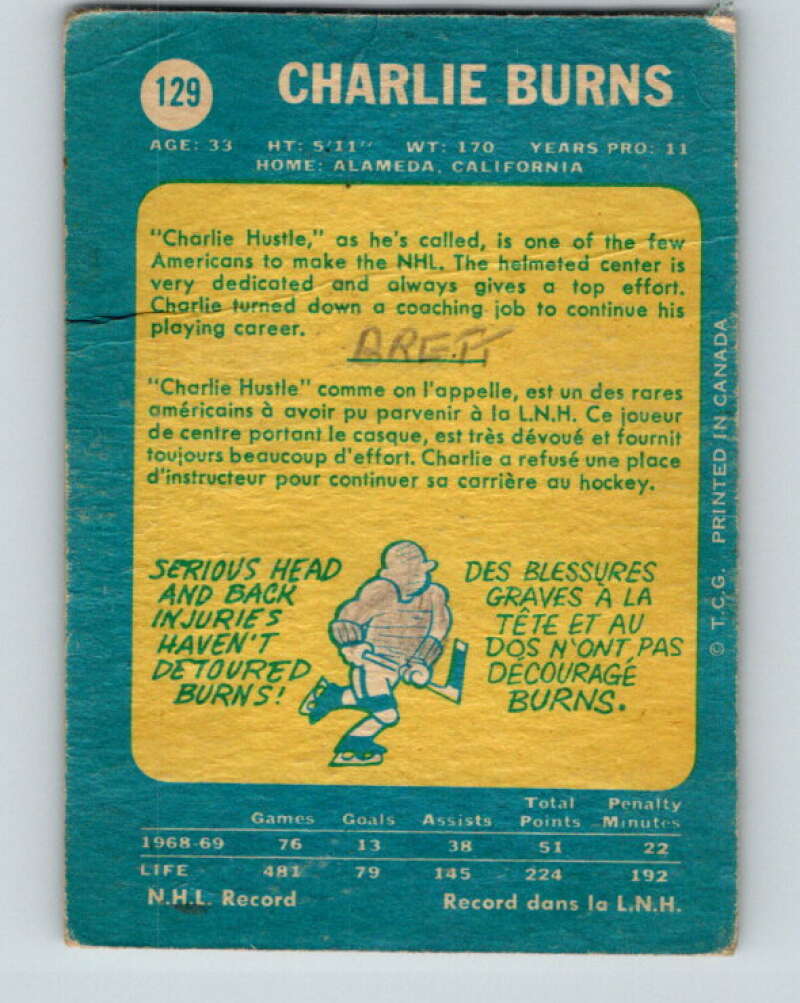 129
CHARLIE BURNS
AGE: 33 HT: 5'11" WT: 170 YEARS PRO: 11
HOME: ALAMEDA, CALIFORNIA
"Charlie Hustle," as he's called, is one of the few
Americans to make the NHL. The helmeted center is
very dedicated and always gives a top effort.
Charlie turned down a coaching job to continue his
playing career.
BRETT
"Charlie Hustle" comme on l'appelle, est un des rares
américains à avoir pu parvenir à la L.N.H. Ce joueur
de centre portant le casque, est très dévoué et fournit
toujours beaucoup d'effort. Charlie a refusé une place
d'instructeur pour continuer sa carrière au hockey.
SERIOUS HEAD
AND BACK
INJURIES
HAVEN'T
DETOURED
BURNS!
DES BLESSURES
GRAVES À LA
TÊTE ET AU
DOS N'ONT PAS
DÉCOURAGÉ
BURNS.
© T.C.G. PRINTED IN CANADA
Games Goals Assists Total Points Penalty Minutes
1968-69 76 13 38 51 22
LIFE 481 79 145 224 192
N.H.L. Record Record dans la L.N.H.